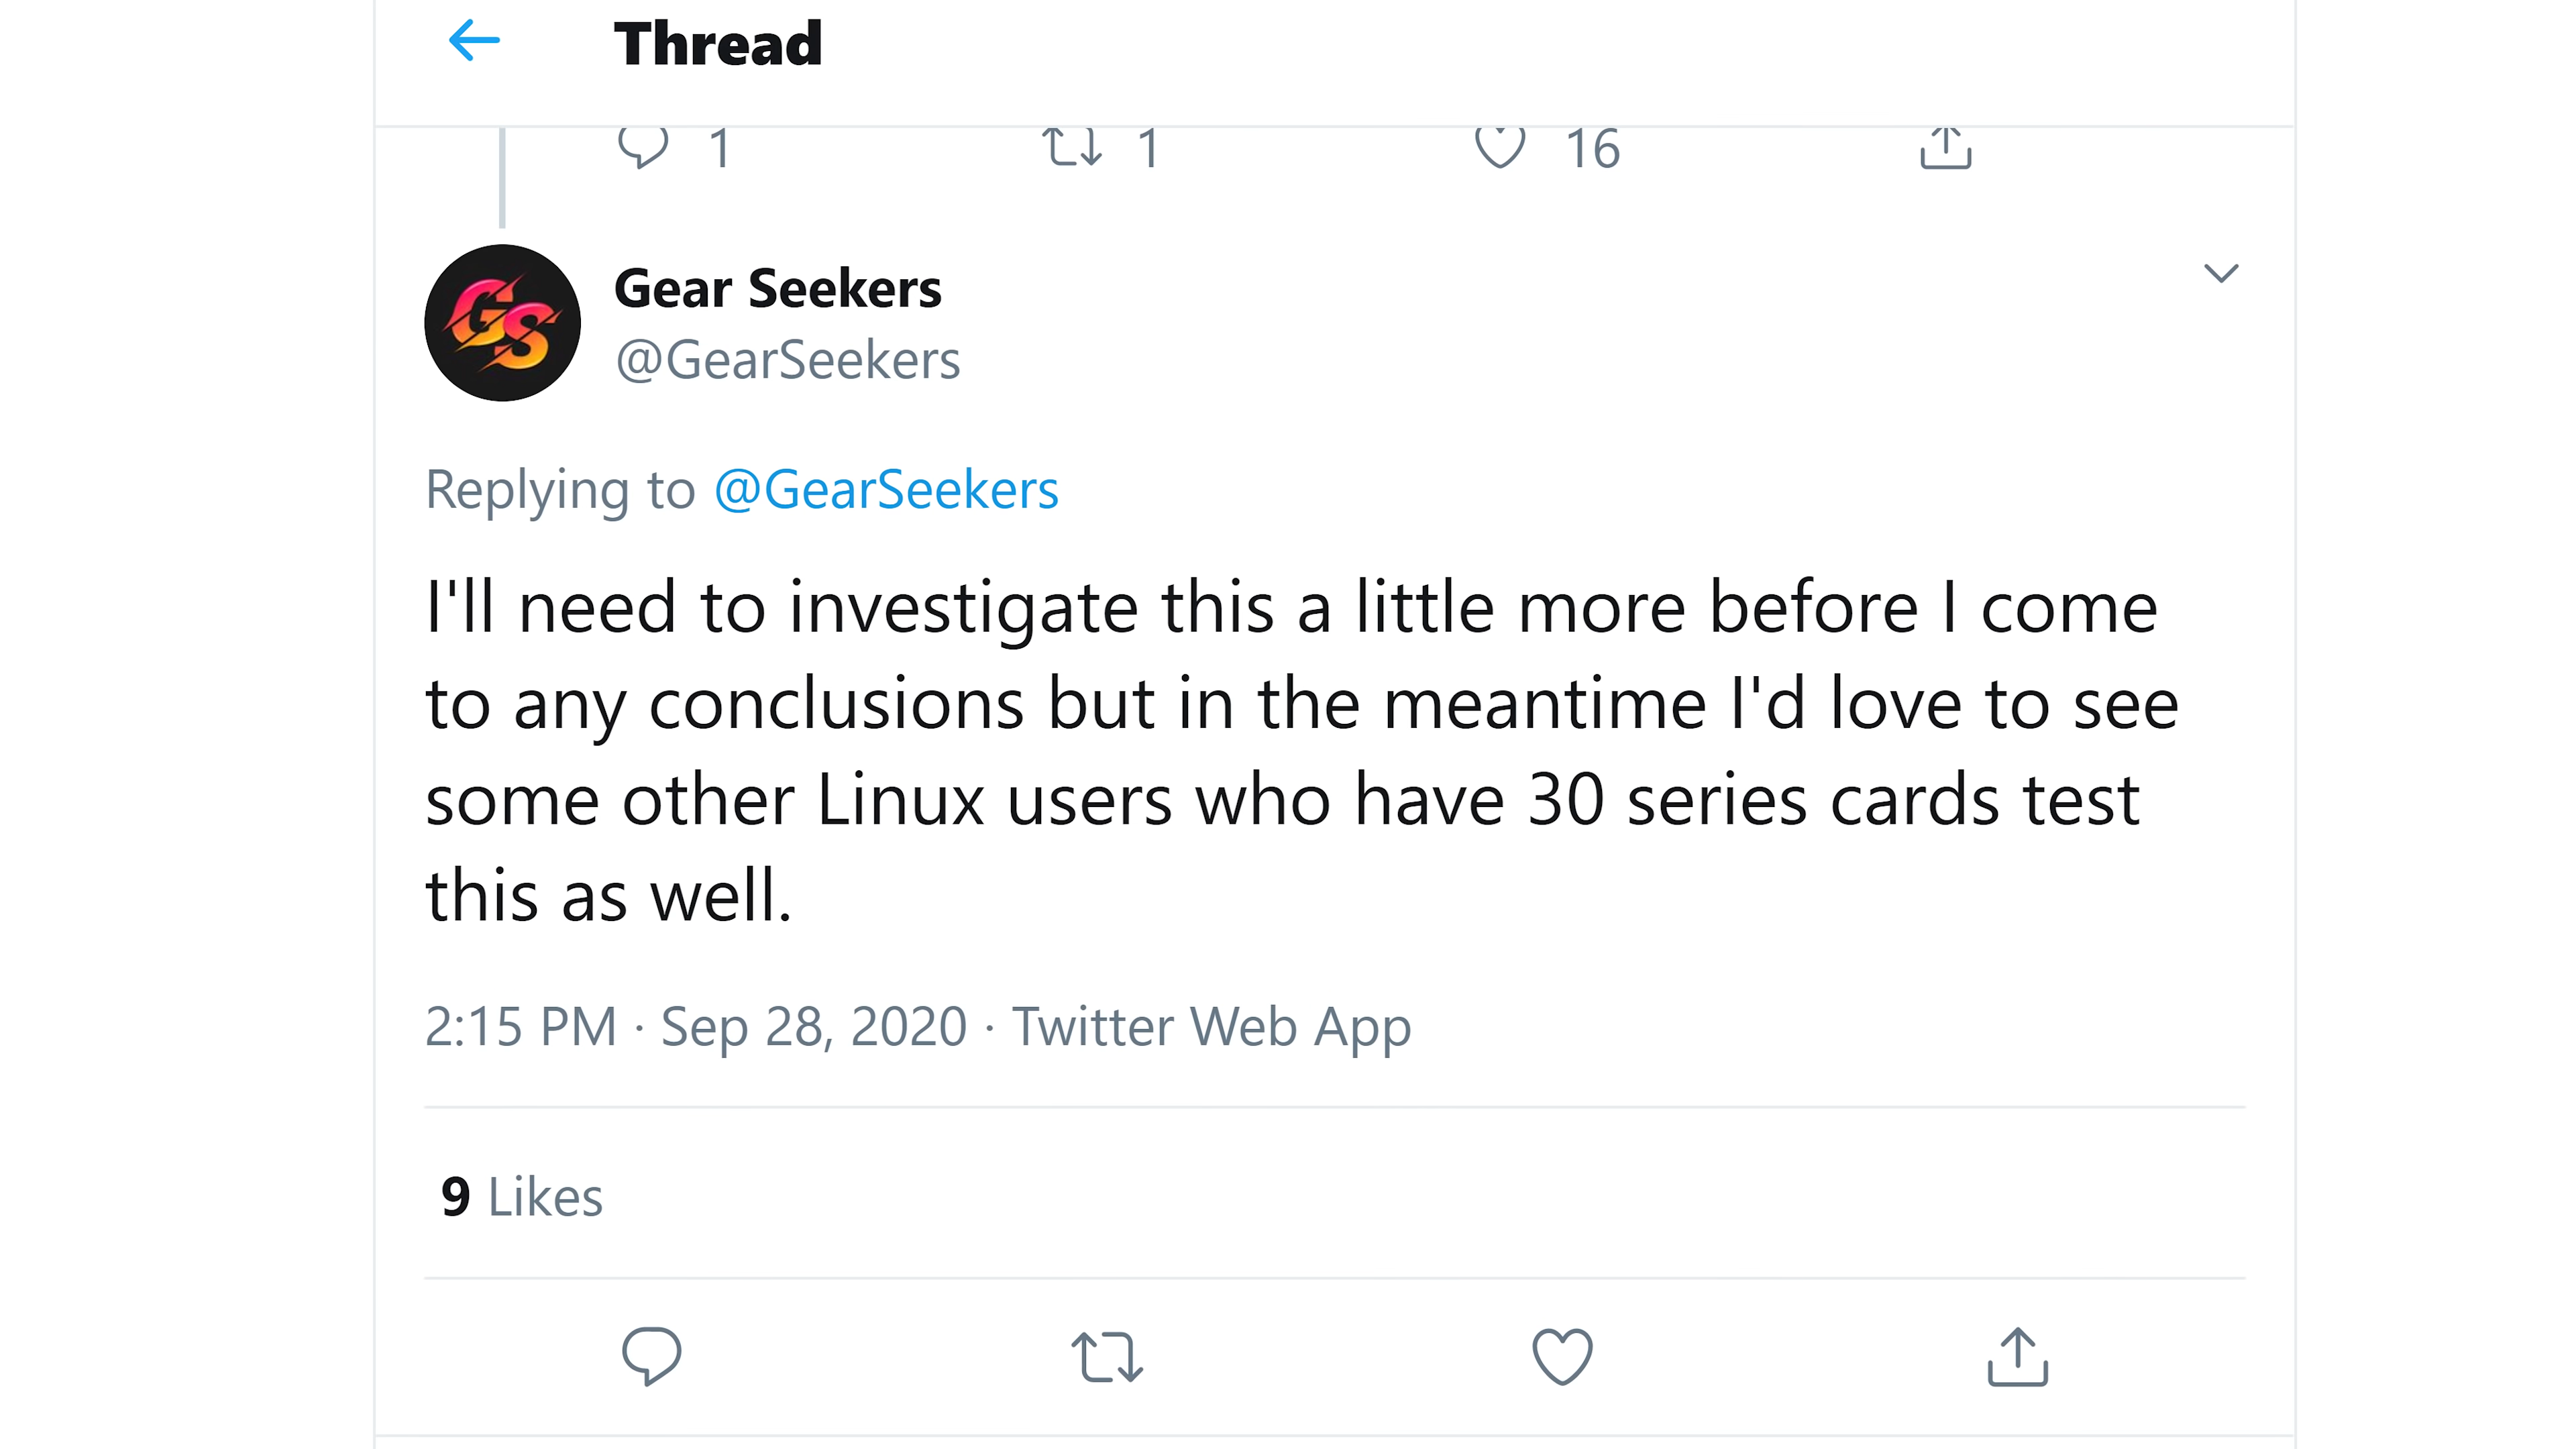 Thread
1 1 16
GS
Gear Seekers
@GearSeekers
Replying to @GearSeekers
I'll need to investigate this a little more before I come
to any conclusions but in the meantime I'd love to see
some other Linux users who have 30 series cards test
this as well.
2:15 PM · Sep 28, 2020 · Twitter Web App
9 Likes